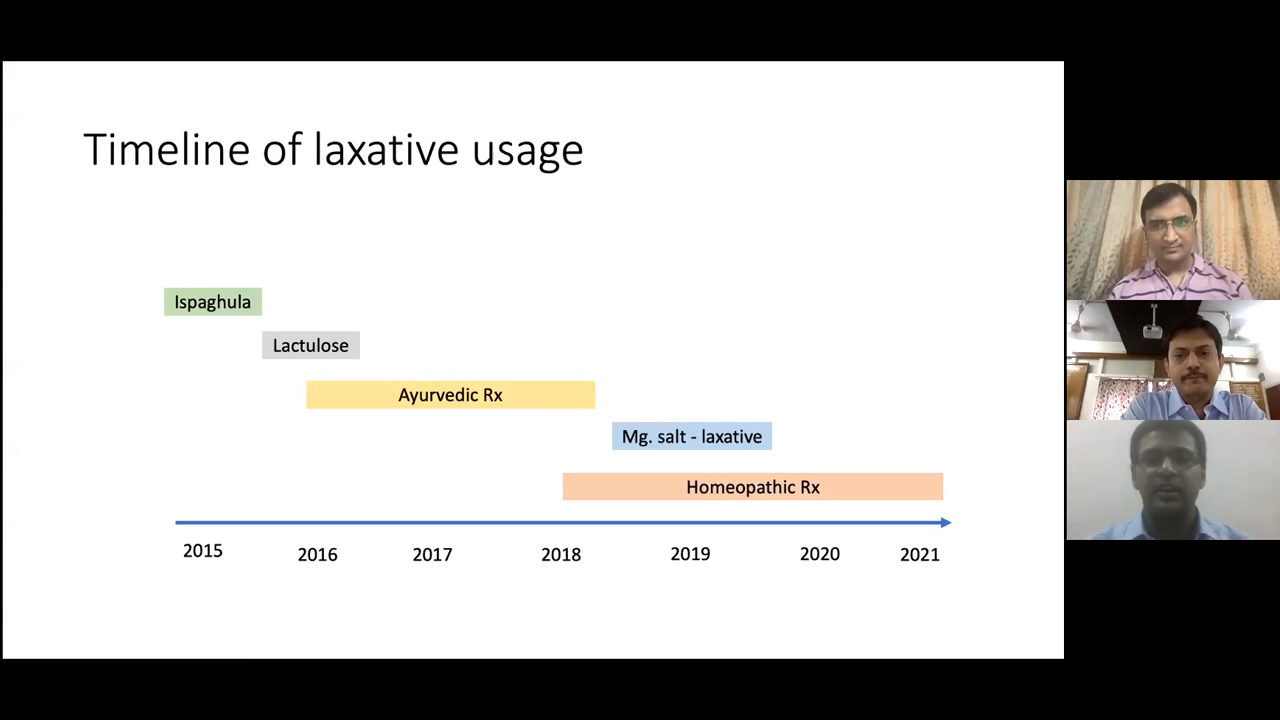 Timeline of laxative usage
Ispaghula
Lactulose
Ayurvedic Rx
Mg. salt - laxative
Homeopathic Rx
2015 2016 2017 2018 2019 2020 2021